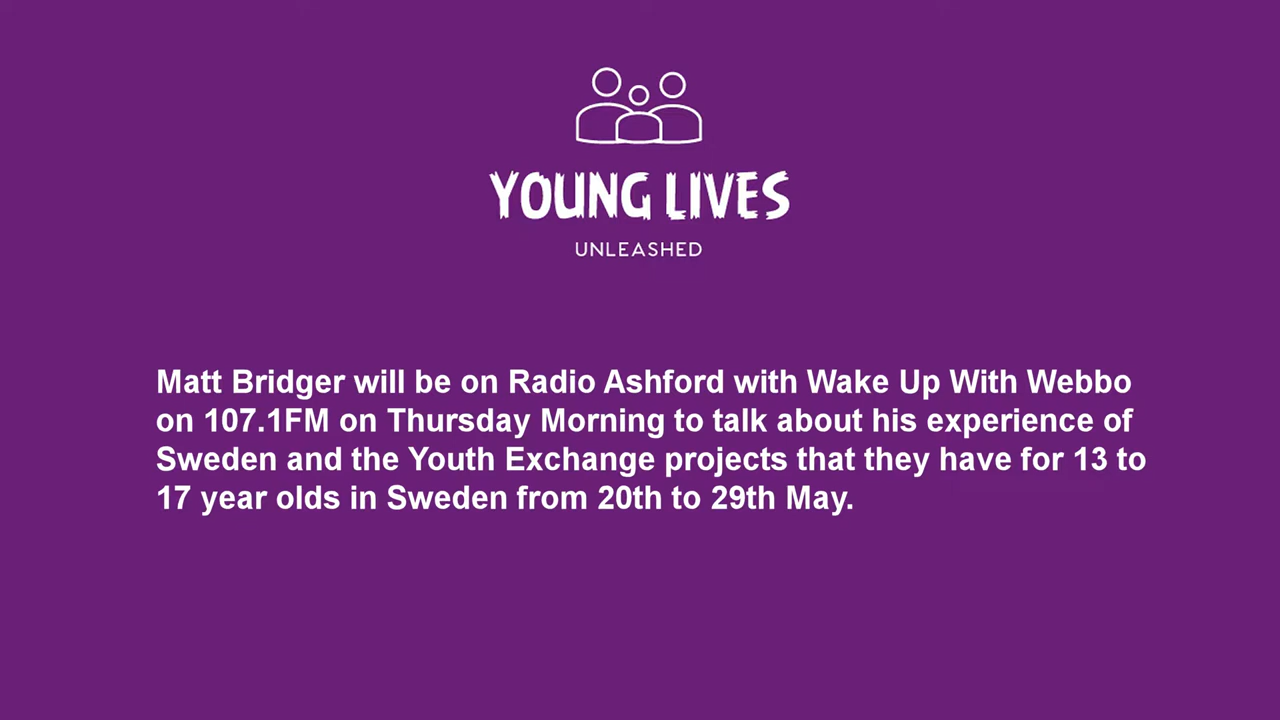 YOUNG LIVES
UNLEASHED
Matt Bridger will be on Radio Ashford with Wake Up With Webbo
on 107.1FM on Thursday Morning to talk about his experience of
Sweden and the Youth Exchange projects that they have for 13 to
17 year olds in Sweden from 20th to 29th May.